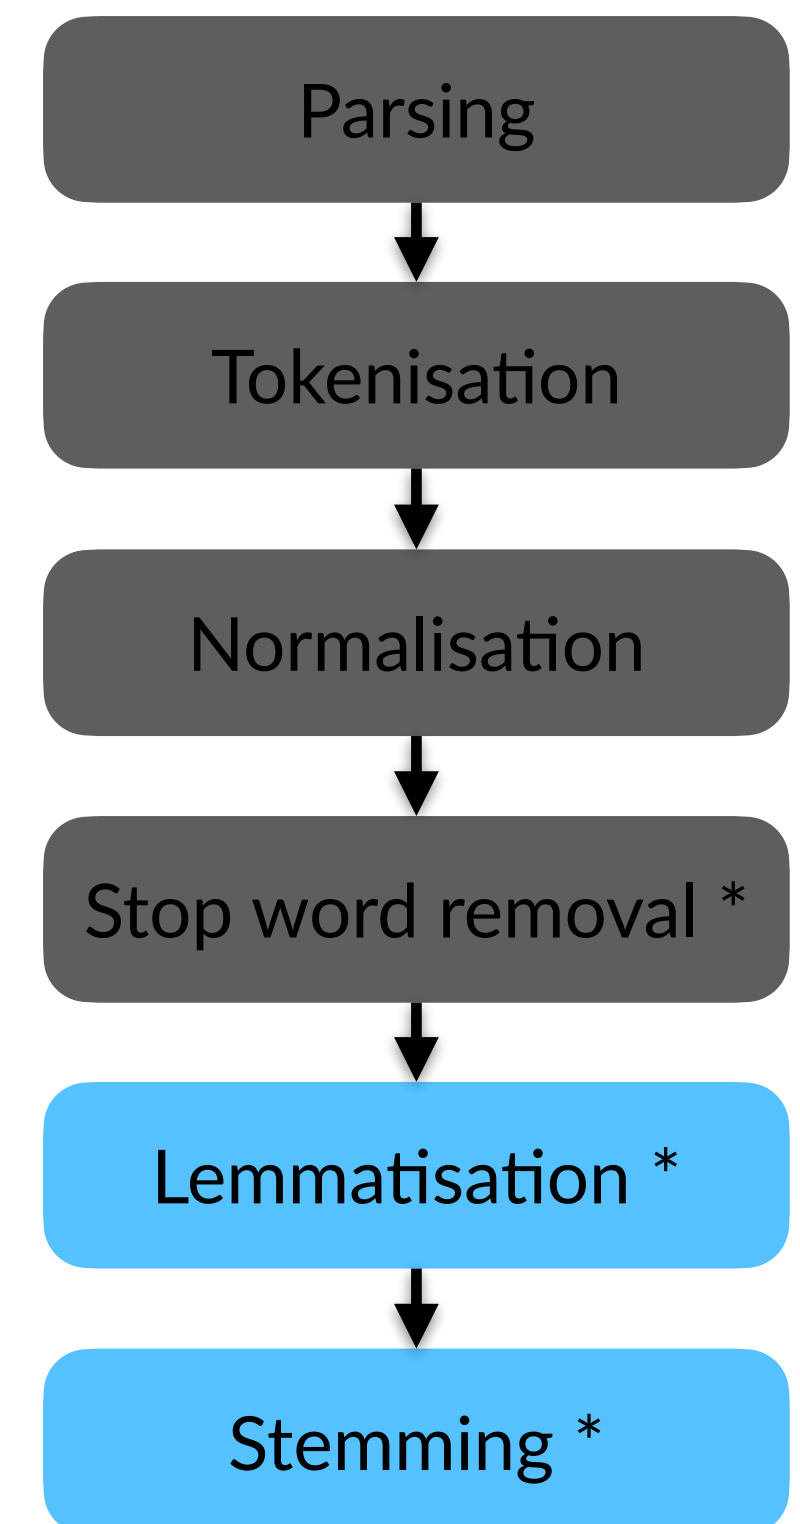 Parsing
Tokenisation
Normalisation
Stop word removal *
Lemmatisation *
Stemming *